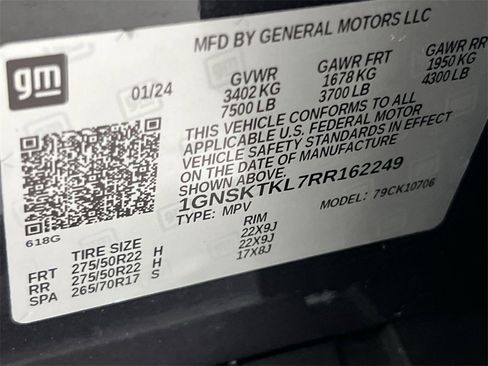 MFD BY GENERAL MOTORS LLC
gm
01/24
GVWR
3402 KG
7500 LB
GAWR FRT
1678 KG
3700 LB
GAWR RR
1950 KG
4300 LB
THIS VEHICLE CONFORMS TO ALL
APPLICABLE U.S. FEDERAL MOTOR
VEHICLE SAFETY STANDARDS IN EFFECT
ON THE DATE OF MANUFACTURE
SHOWN ABOVE.
1GNSKTKL7RR162249
TYPE: MPV
MODEL: 79CK10706
618G
TIRE SIZE
RIM
FRT 275/50R22 H 22X9J
RR 275/50R22 H 22X9J
SPA 265/70R17 S 17X8J